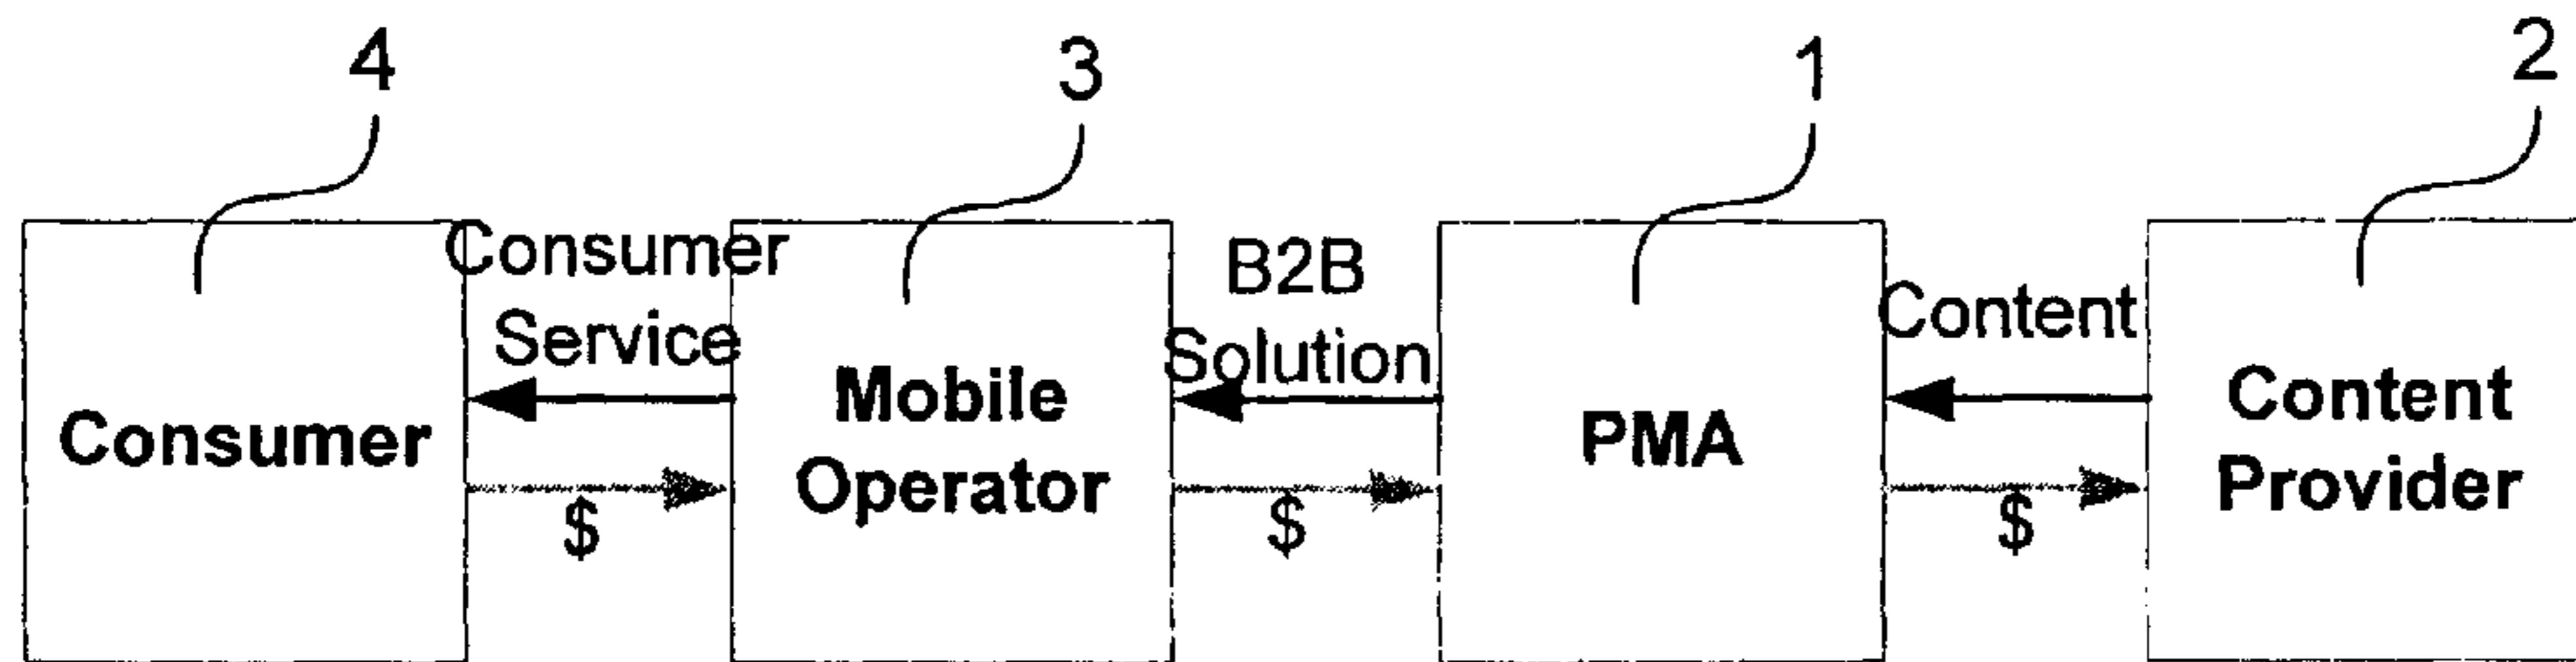 4
3
1
2
Consumer
Service
B2B
Solution
Content
Consumer
Mobile
Operator
PMA
Content
Provider
$
$
$